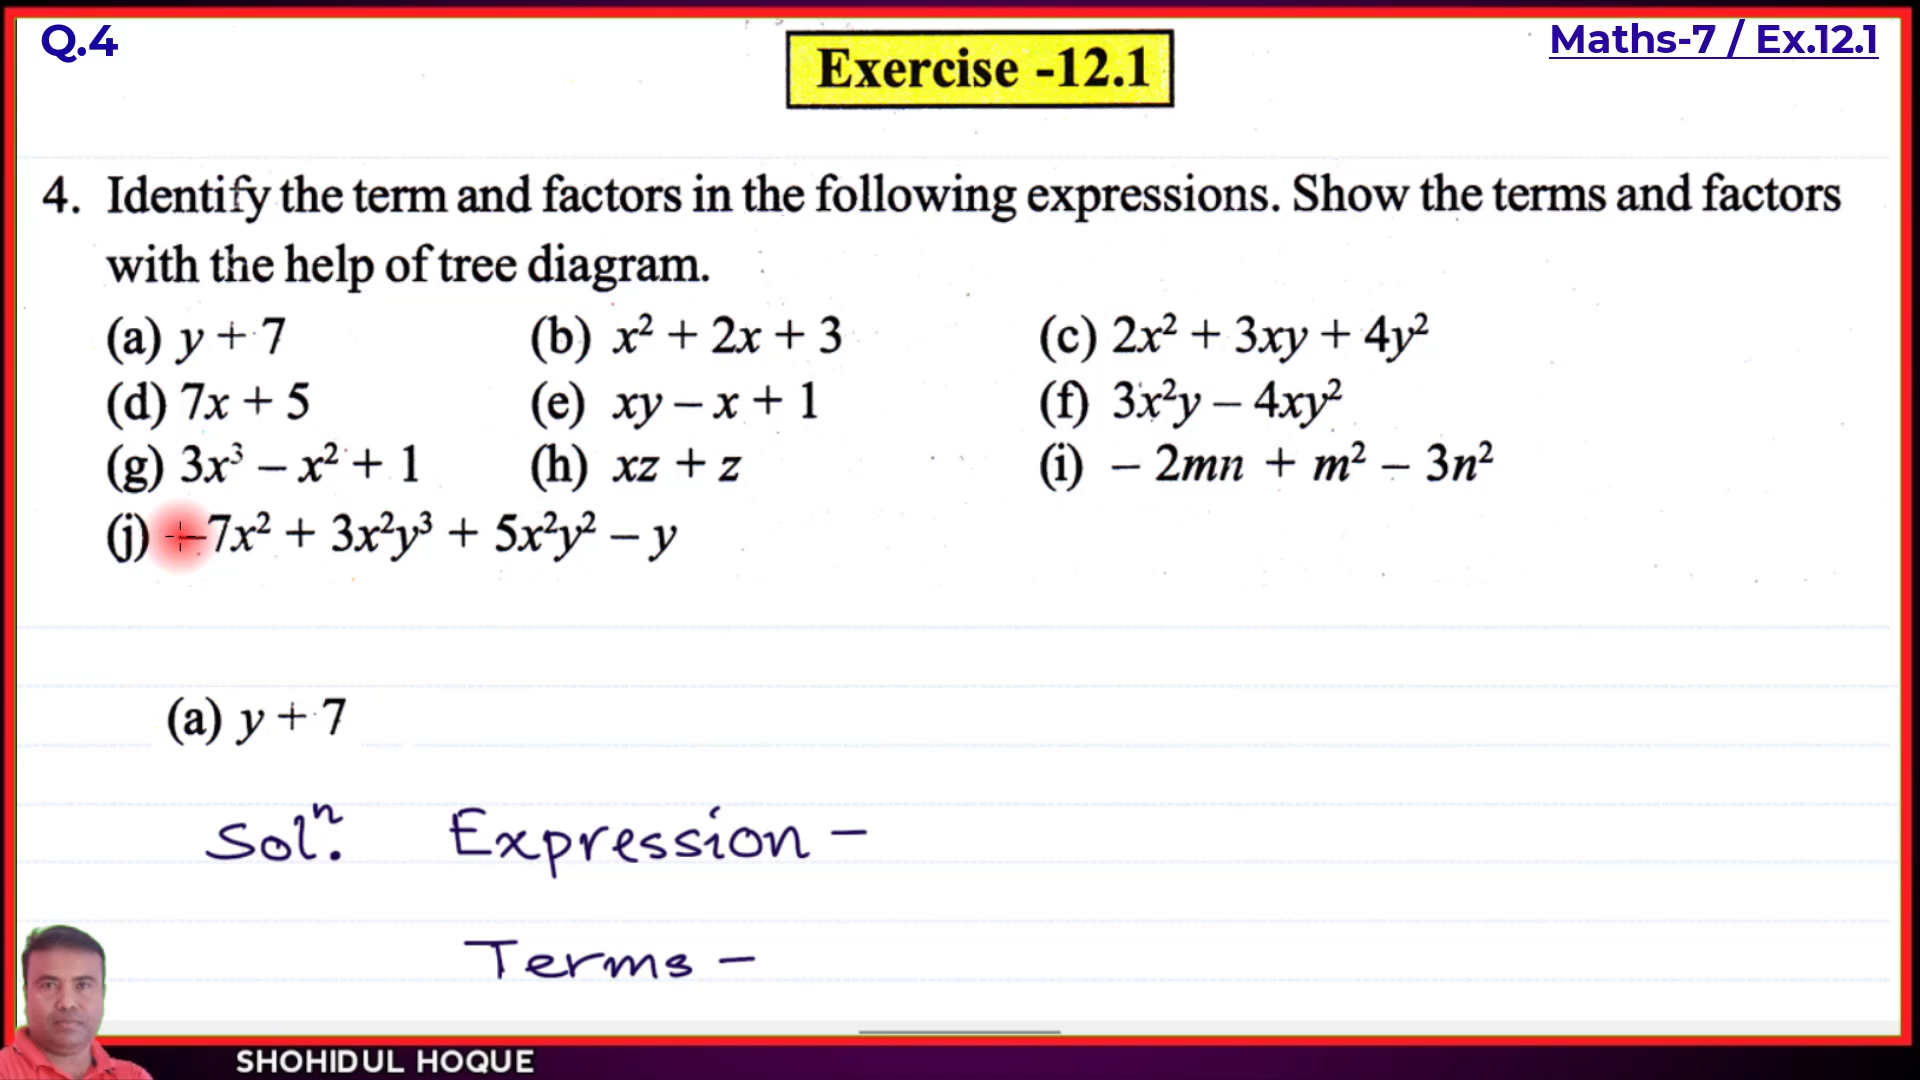 Q.4
Maths-7 / Ex.12.1
Exercise -12.1
4. Identify the term and factors in the following expressions. Show the terms and factors
with the help of tree diagram.
(a) y + 7 (b) x² + 2x + 3 (c) 2x² + 3xy + 4y²
(d) 7x + 5 (e) xy – x + 1 (f) 3x²y – 4xy²
(g) 3x³ – x² + 1 (h) xz + z (i) – 2mn + m² – 3n²
(j) –7x² + 3x²y³ + 5x²y² – y
(a) y + 7
Solⁿ. Expression –
Terms –
SHOHIDUL HOQUE